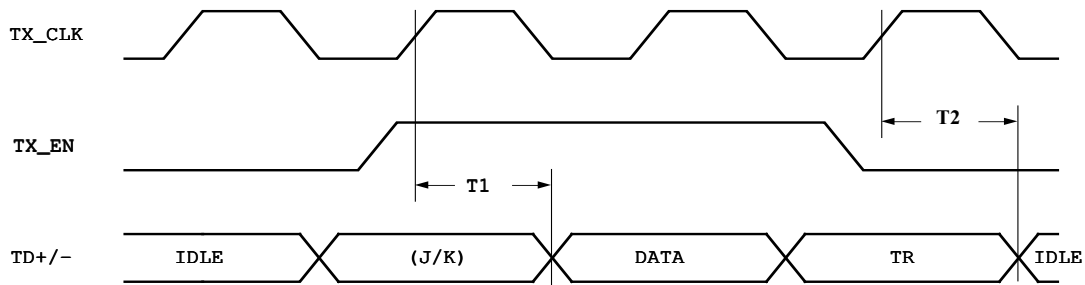 TX_CLK
T2
TX_EN
T1
TD+/- IDLE (J/K) DATA TR IDLE